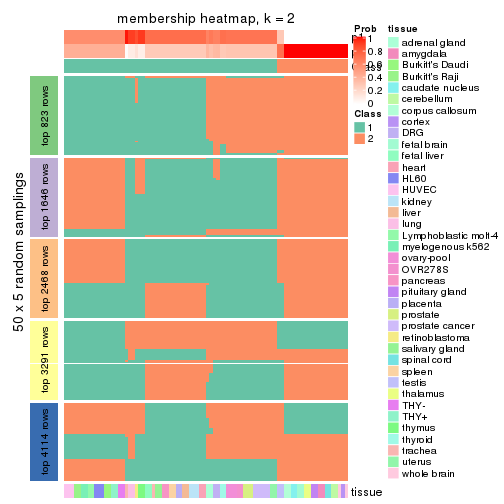 membership heatmap, k = 2
Prob
1
0.8
0.6
0.4
0.2
0
Class
1
2
50 x 5 random samplings
top 823 rows
top 1646 rows
top 2468 rows
top 3291 rows
top 4114 rows
tissue
tissue
adrenal gland
amygdala
Burkitt's Daudi
Burkitt's Raji
caudate nucleus
cerebellum
corpus callosum
cortex
DRG
fetal brain
fetal liver
heart
HL60
HUVEC
kidney
liver
lung
Lymphoblastic molt-4
myelogenous k562
ovary-pool
OVR278S
pancreas
pituitary gland
placenta
prostate
prostate cancer
retinoblastoma
salivary gland
spinal cord
spleen
testis
thalamus
THY-
THY+
thymus
thyroid
trachea
uterus
whole brain